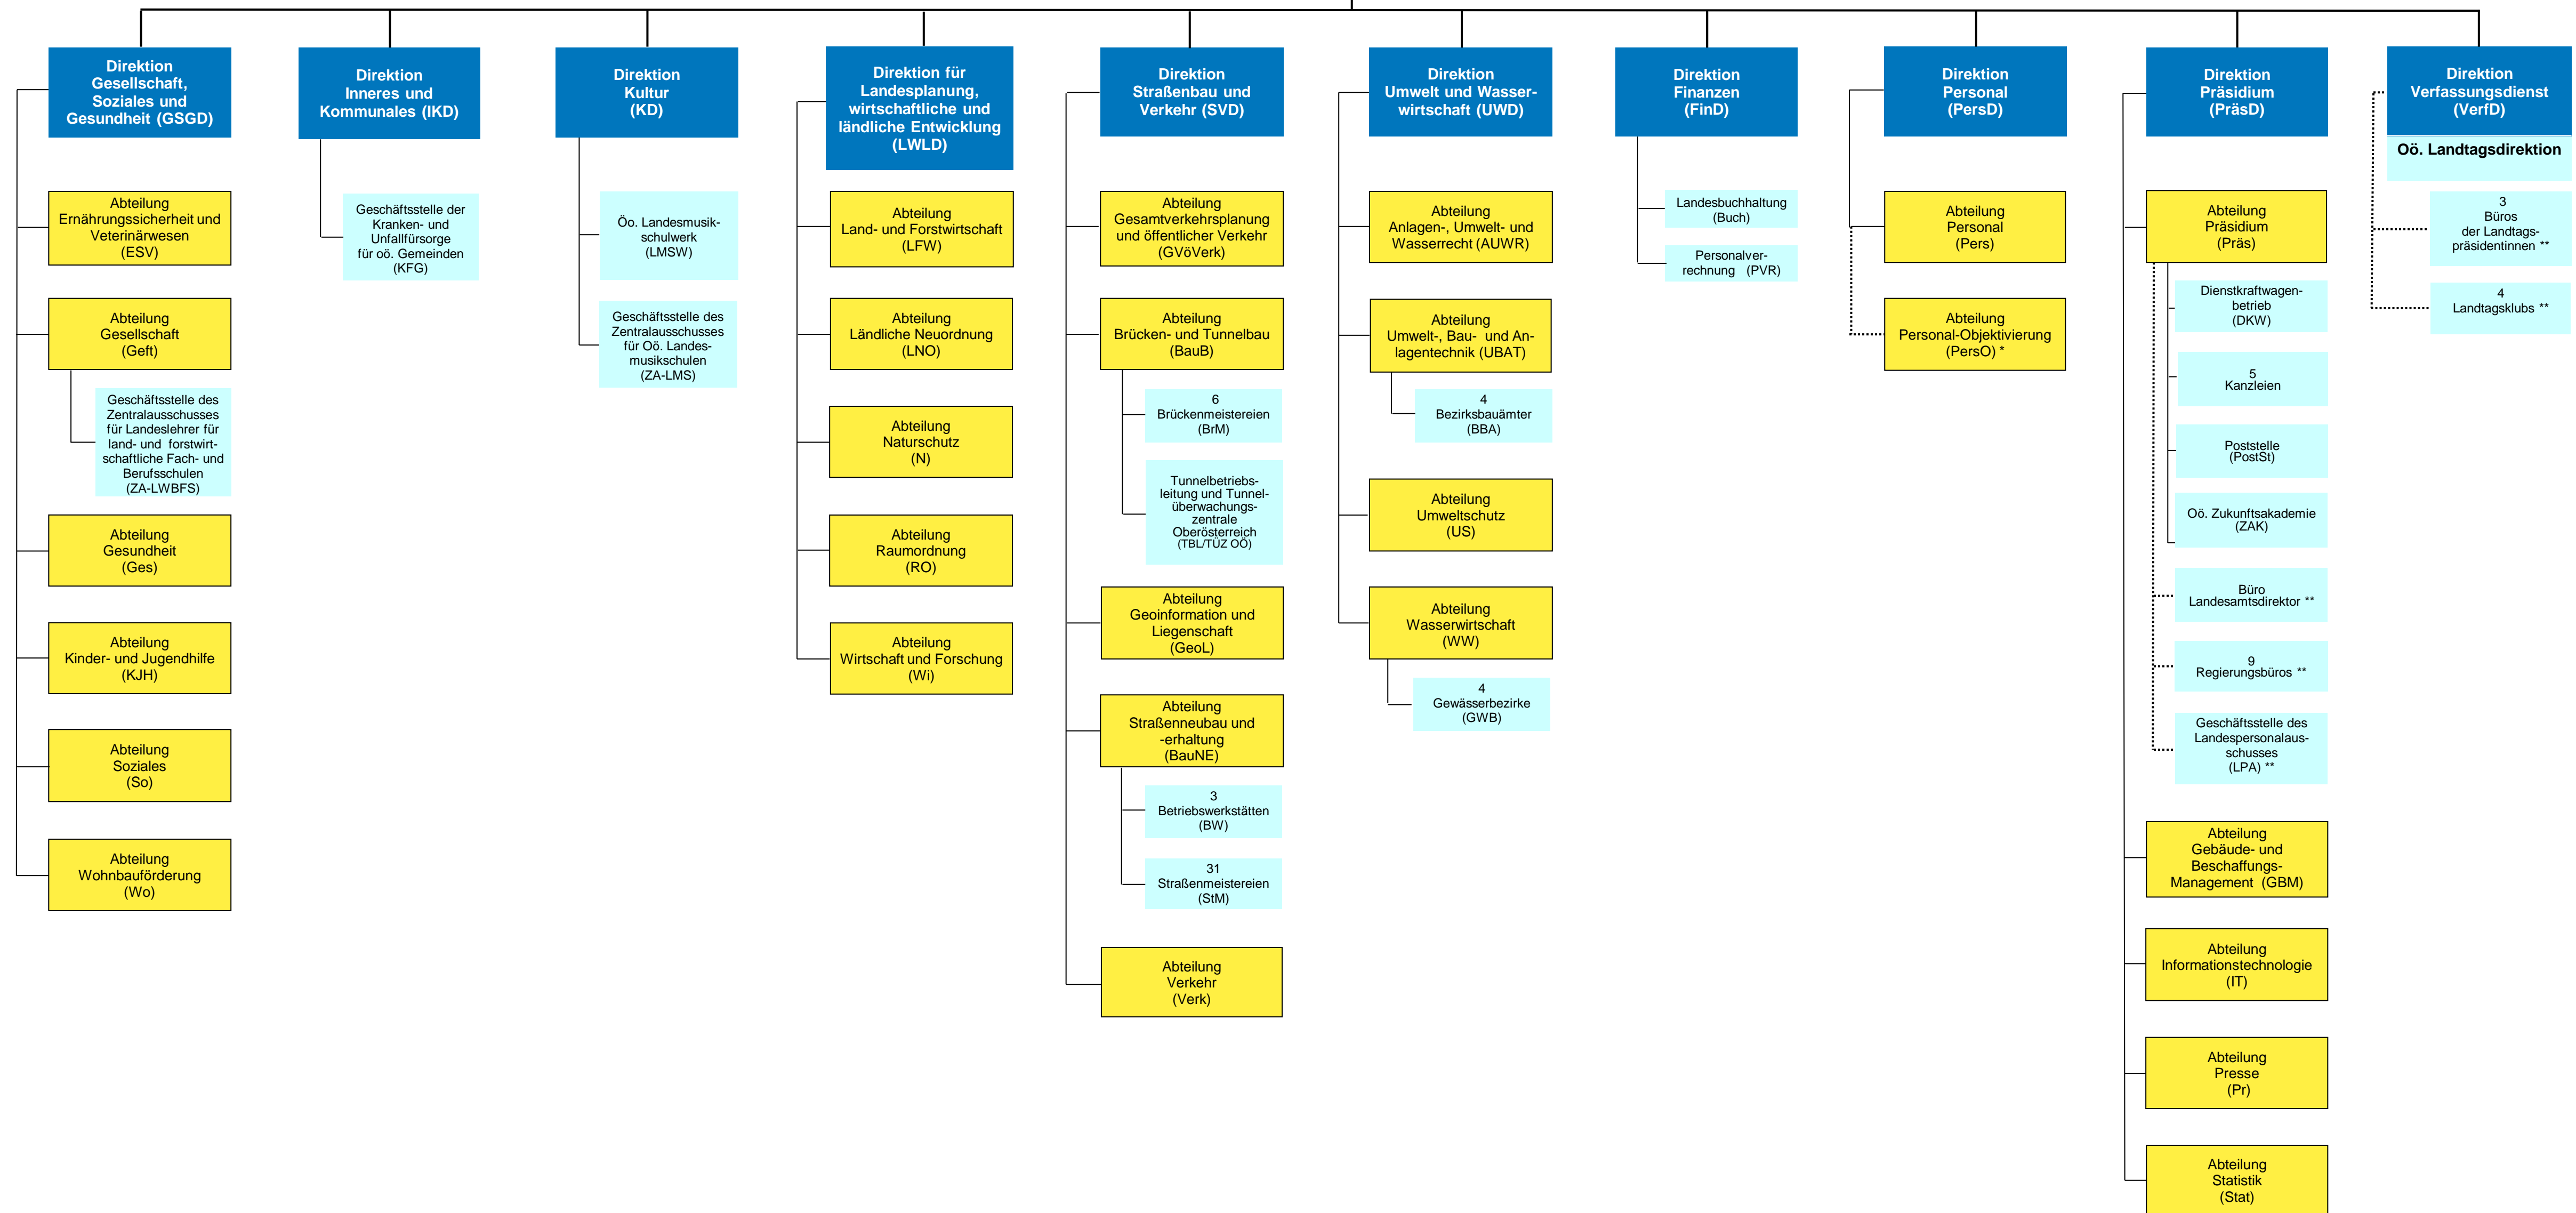 Direktion
Gesellschaft,
Soziales und
Gesundheit (GSGD)
Abteilung
Ernährungssicherheit und
Veterinärwesen
(ESV)
Abteilung
Gesellschaft
(Geft)
Geschäftsstelle des
Zentralausschusses
für Landeslehrer für
land- und forstwirt-
schaftliche Fach- und
Berufsschulen
(ZA-LWBFS)
Abteilung
Gesundheit
(Ges)
Abteilung
Kinder- und Jugendhilfe
(KJH)
Abteilung
Soziales
(So)
Abteilung
Wohnbauförderung
(Wo)
Direktion
Inneres und
Kommunales (IKD)
Geschäftsstelle der
Kranken- und
Unfallfürsorge
für oö. Gemeinden
(KFG)
Direktion
Kultur
(KD)
Öo. Landesmusik-
schulwerk
(LMSW)
Geschäftsstelle des
Zentralausschusses
für Oö. Landes-
musikschulen
(ZA-LMS)
Direktion für
Landesplanung,
wirtschaftliche und
ländliche Entwicklung
(LWLD)
Abteilung
Land- und Forstwirtschaft
(LFW)
Abteilung
Ländliche Neuordnung
(LNO)
Abteilung
Naturschutz
(N)
Abteilung
Raumordnung
(RO)
Abteilung
Wirtschaft und Forschung
(Wi)
Direktion
Straßenbau und
Verkehr (SVD)
Abteilung
Gesamtverkehrsplanung
und öffentlicher Verkehr
(GVöVerk)
Abteilung
Brücken- und Tunnelbau
(BauB)
6
Brückenmeistereien
(BrM)
Tunnelbetriebs-
leitung und Tunnel-
überwachungs-
zentrale
Oberösterreich
(TBL/TÜZ OÖ)
Abteilung
Geoinformation und
Liegenschaft
(GeoL)
Abteilung
Straßenneubau und
-erhaltung
(BauNE)
3
Betriebswerkstätten
(BW)
31
Straßenmeistereien
(StM)
Abteilung
Verkehr
(Verk)
Direktion
Umwelt und Wasser-
wirtschaft (UWD)
Abteilung
Anlagen-, Umwelt- und
Wasserrecht (AUWR)
Abteilung
Umwelt-, Bau- und An-
lagentechnik (UBAT)
4
Bezirksbauämter
(BBA)
Abteilung
Umweltschutz
(US)
Abteilung
Wasserwirtschaft
(WW)
4
Gewässerbezirke
(GWB)
Direktion
Finanzen
(FinD)
Landesbuchhaltung
(Buch)
Personalver-
rechnung (PVR)
Direktion
Personal
(PersD)
Abteilung
Personal
(Pers)
Abteilung
Personal-Objektivierung
(PersO) *
Direktion
Präsidium
(PräsD)
Abteilung
Präsidium
(Präs)
Dienstkraftwagen-
betrieb
(DKW)
5
Kanzleien
Poststelle
(PostSt)
Oö. Zukunftsakademie
(ZAK)
Büro
Landesamtsdirektor **
9
Regierungsbüros **
Geschäftsstelle des
Landespersonalaus-
schusses
(LPA) **
Abteilung
Gebäude- und
Beschaffungs-
Management (GBM)
Abteilung
Informationstechnologie
(IT)
Abteilung
Presse
(Pr)
Abteilung
Statistik
(Stat)
Direktion
Verfassungsdienst
(VerfD)
Oö. Landtagsdirektion
3
Büros
der Landtags-
präsidentinnen **
4
Landtagsklubs **